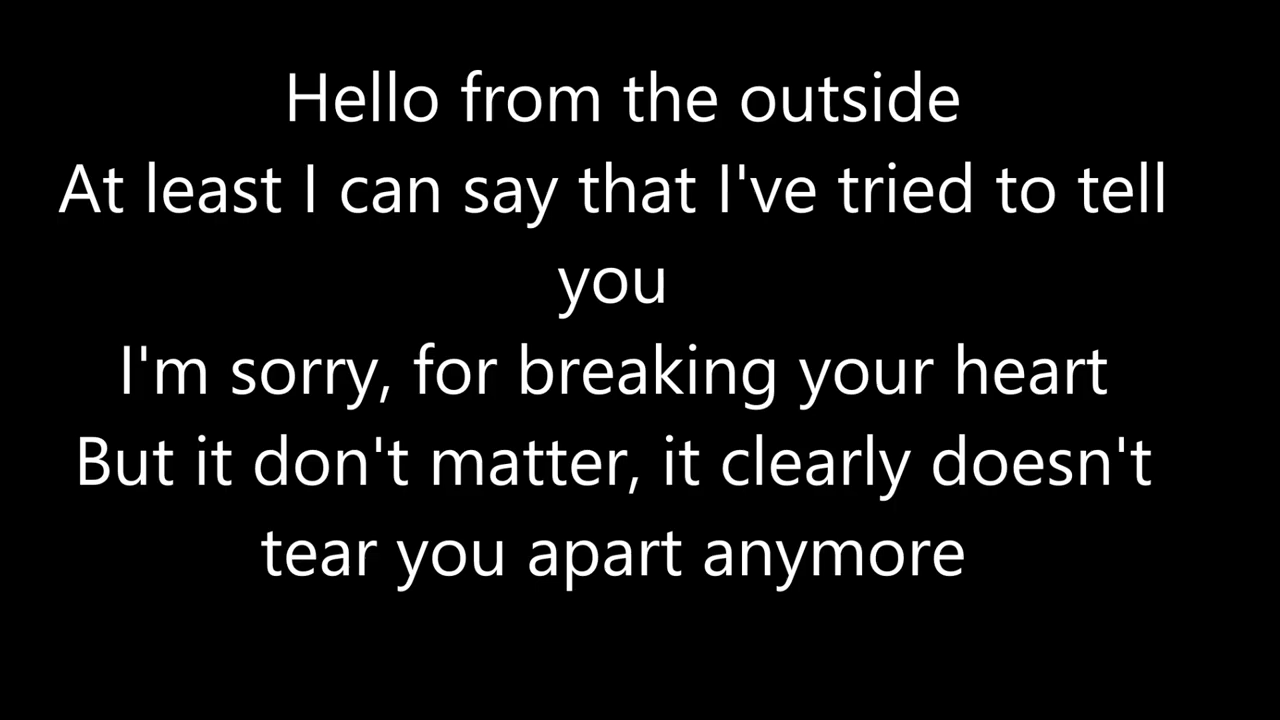 Hello from the outside
At least I can say that I've tried to tell
you
I'm sorry, for breaking your heart
But it don't matter, it clearly doesn't
tear you apart anymore